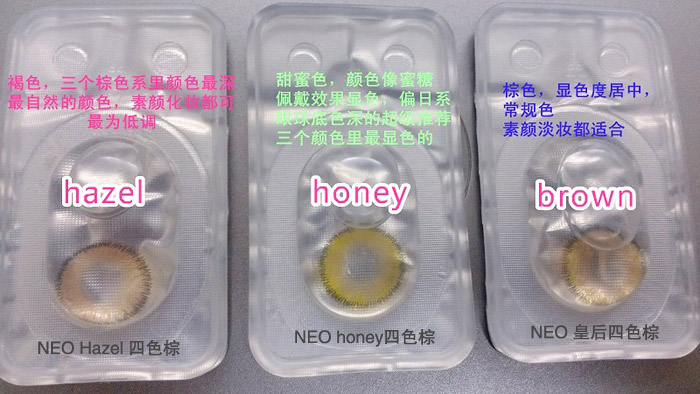 褐色，三个棕色系里颜色最深
最自然的颜色，素颜化妆都可
最为低调
hazel
NEO Hazel 四色棕
甜蜜色，颜色像蜜糖
佩戴效果显色，偏日系
眼球底色深的超级推荐
三个颜色里最显色的
honey
NEO honey四色棕
棕色，显色度居中，
常规色
素颜淡妆都适合
brown
NEO 皇后四色棕